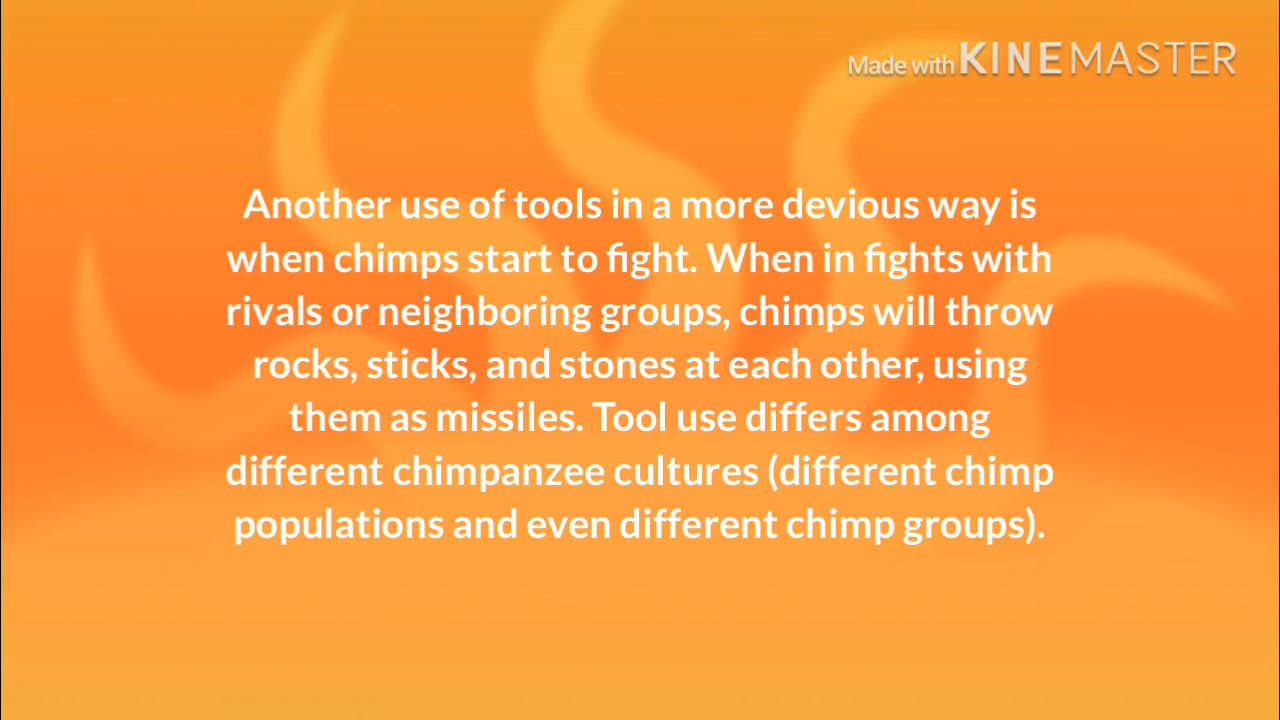 Made with KINEMASTER
Another use of tools in a more devious way is
when chimps start to fight. When in fights with
rivals or neighboring groups, chimps will throw
rocks, sticks, and stones at each other, using
them as missiles. Tool use differs among
different chimpanzee cultures (different chimp
populations and even different chimp groups).